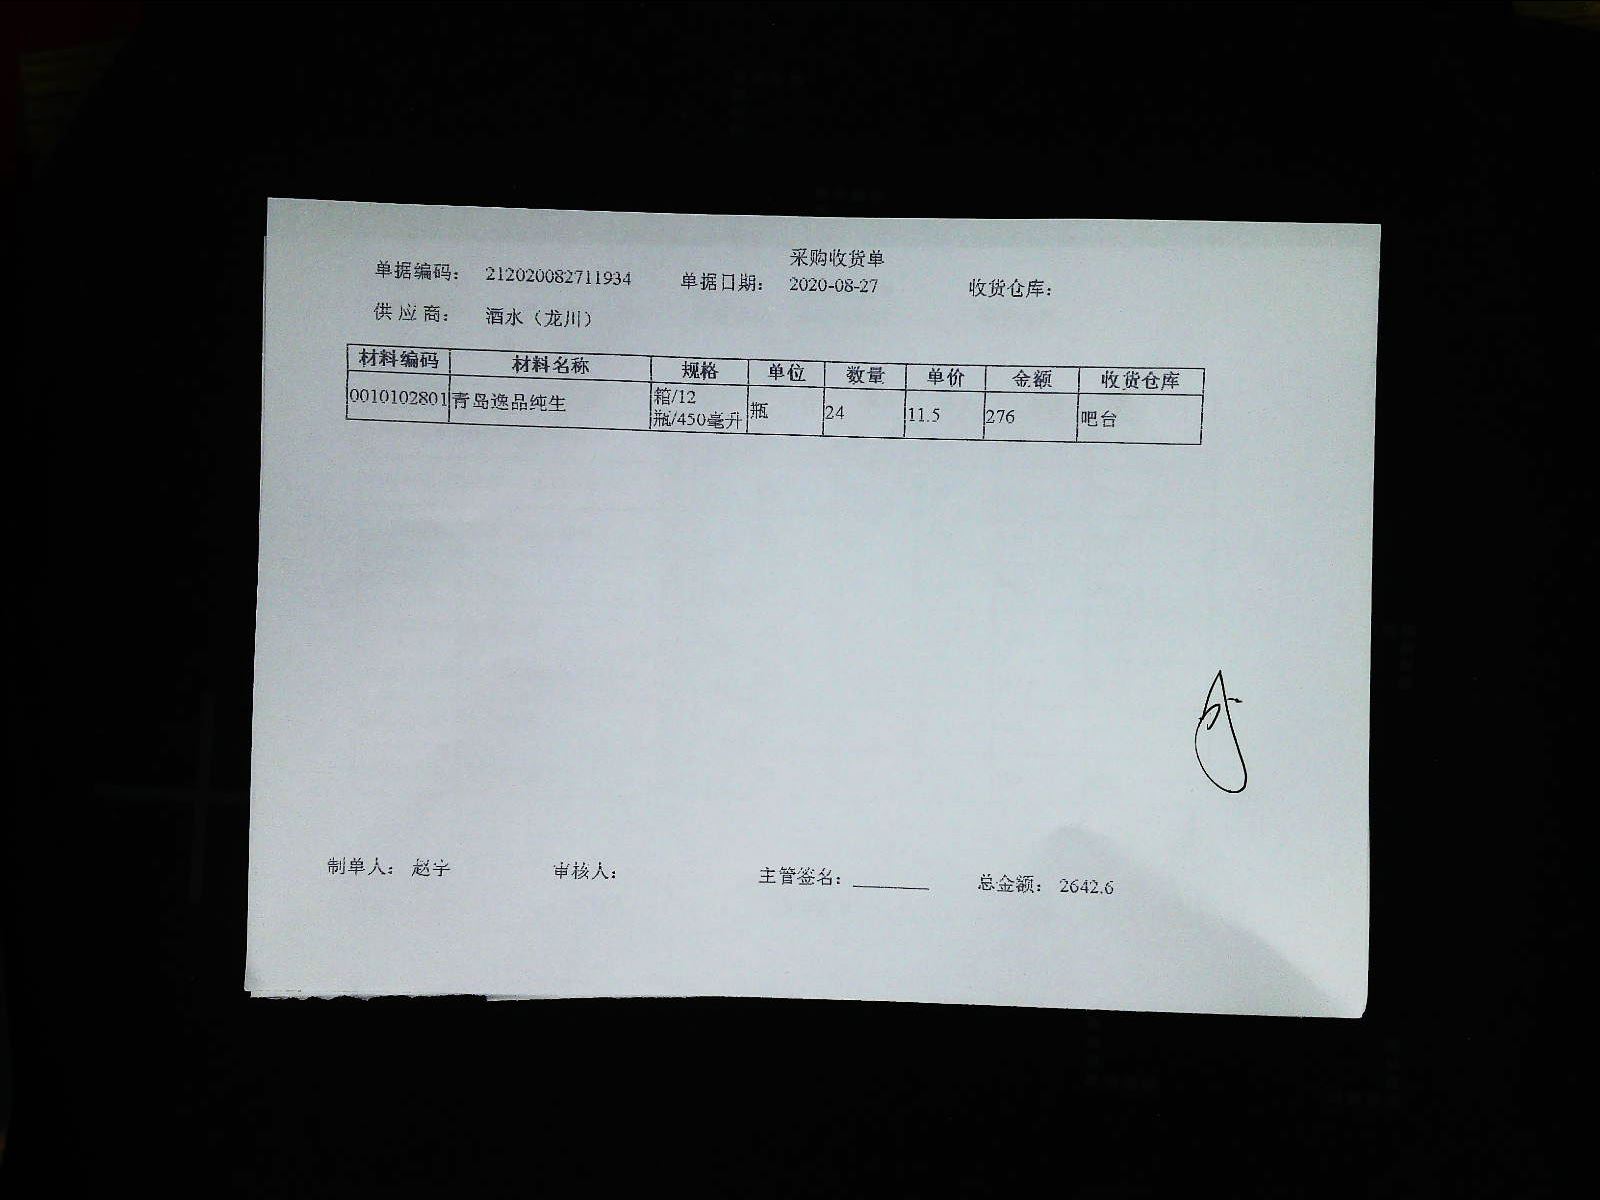 采购收货单
单据编码： 212020082711934 单据日期： 2020-08-27 收货仓库：
供 应 商： 酒水（龙川）
材料编码 材料名称 规格 单位 数量 单价 金额 收货仓库
0010102801 青岛逸品纯生 箱/12瓶/450毫升 瓶 24 11.5 276 吧台
制单人： 赵宇 审核人： 主管签名：________ 总金额： 2642.6